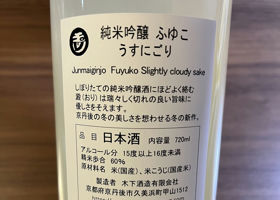 純米吟醸 ふゆこ
うすにごり
Junmaiginjo Fuyuko Slightly cloudy sake
しぼりたての純米吟醸酒にほどよく絡む
澱(おり)は瑞々しく切れの良い旨味に
優しさをそえます。
京丹後の冬の美しさを想わせる冬の新作。
品目 日本酒 内容量 720ml
アルコール分 15度以上16度未満
精米歩合 60%
原材料名 米(国産)、米こうじ(国産米)
製造者 木下酒造有限会社
京都府京丹後市久美浜町甲山1512